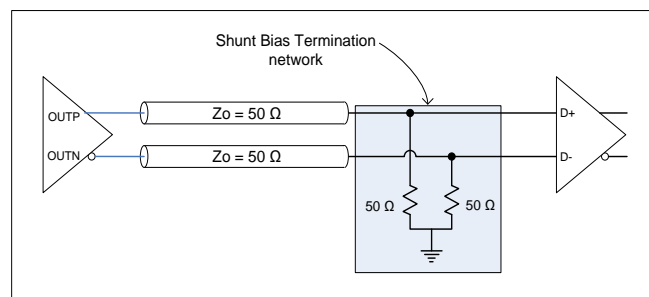 Shunt Bias Termination
network
OUTP
Zo = 50 Ω
D+
OUTN
Zo = 50 Ω
D-
50 Ω
50 Ω